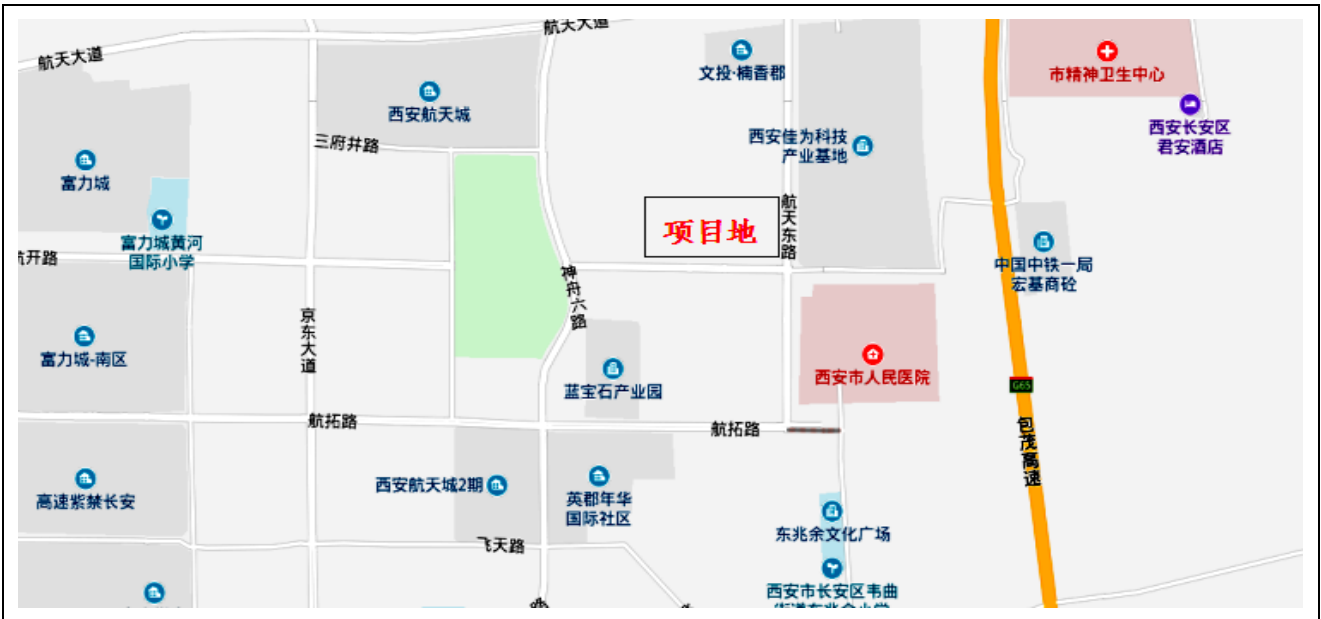 航天大道
航天大道
文投·楠香郡
市精神卫生中心
西安航天城
西安长安区
君安酒店
三府井路
西安佳为科技
产业基地
富力城
航天东路
项目地
富力城黄河
国际小学
航开路
中国中铁一局
宏基商砼
神舟六路
京东大道
富力城-南区
蓝宝石产业园
西安市人民医院
G65
航拓路
航拓路
包茂高速
西安航天城2期
高速紫禁长安
英郡年华
国际社区
东兆余文化广场
飞天路
西安市长安区韦曲
街道东兆余小学
路